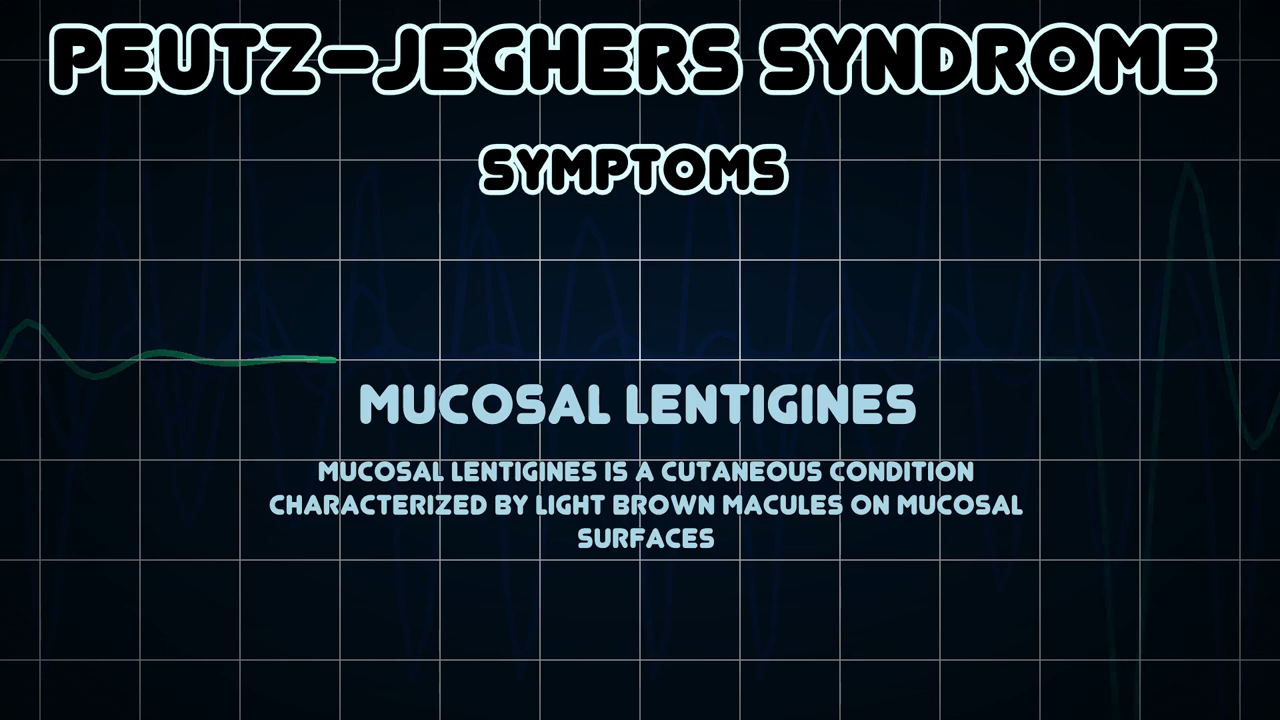 PEUTZ-JEGHERS SYNDROME
SYMPTOMS
MUCOSAL LENTIGINES
MUCOSAL LENTIGINES IS A CUTANEOUS CONDITION
CHARACTERIZED BY LIGHT BROWN MACULES ON MUCOSAL
SURFACES